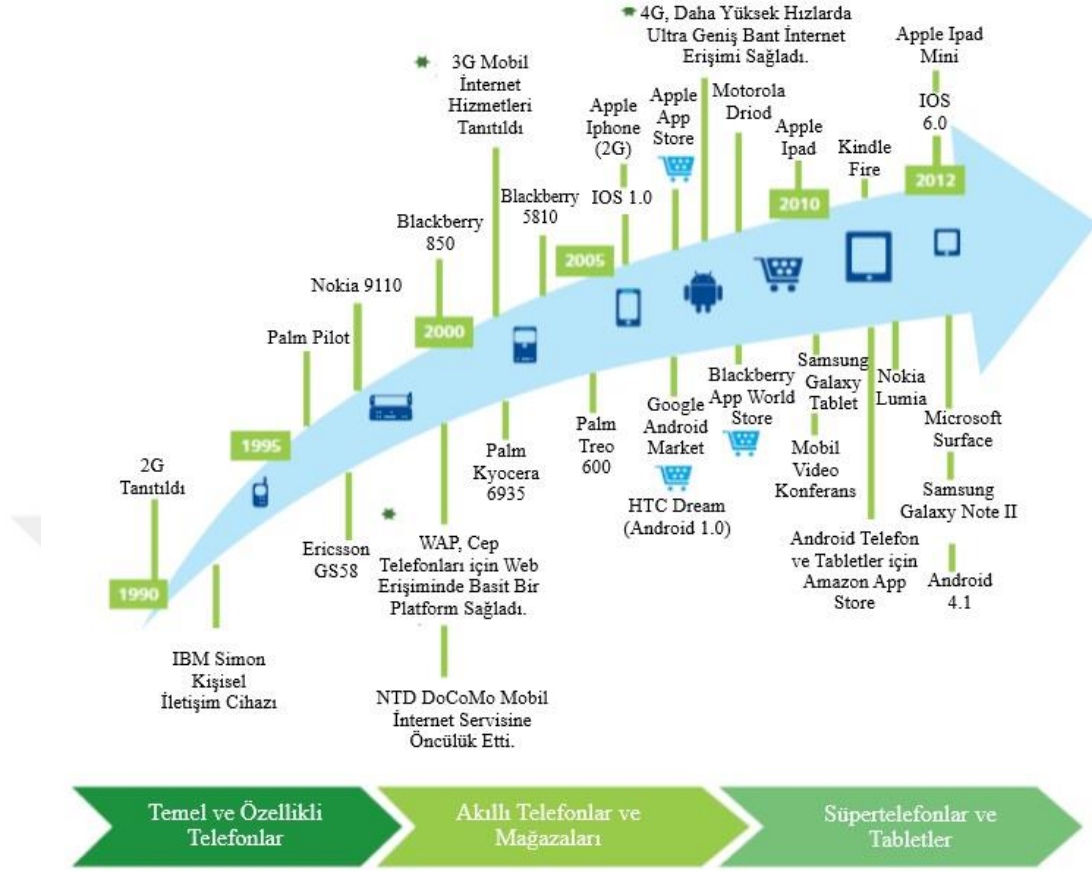 4G, Daha Yüksek Hızlarda
Ultra Geniş Bant İnternet
Erişimi Sağladı.
3G Mobil
İnternet
Hizmetleri
Tanıtıldı
Apple
Iphone
(2G)
IOS 1.0
Apple
App
Store
Motorola
Driod
Apple
Ipad
Kindle
Fire
Apple Ipad
Mini
IOS
6.0
2012
2010
Blackberry
5810
Blackberry
850
2005
Nokia 9110
2000
Palm Pilot
1995
2G
Tanıtıldı
1990
IBM Simon
Kişisel
İletişim Cihazı
Ericsson
GS58
WAP, Cep
Telefonları için Web
Erişiminde Basit Bir
Platform Sağladı.
NTD DoCoMo Mobil
İnternet Servisine
Öncülük Etti.
Palm
Kyocera
6935
Palm
Treo
600
Google
Android
Market
HTC Dream
(Android 1.0)
Blackberry
App World
Store
Samsung
Galaxy
Tablet
Mobil
Video
Konferans
Android Telefon
ve Tabletler için
Amazon App
Store
Nokia
Lumia
Microsoft
Surface
Samsung
Galaxy Note II
Android
4.1
Temel ve Özellikli
Telefonlar
Akıllı Telefonlar ve
Mağazaları
Süpertelefonlar ve
Tabletler